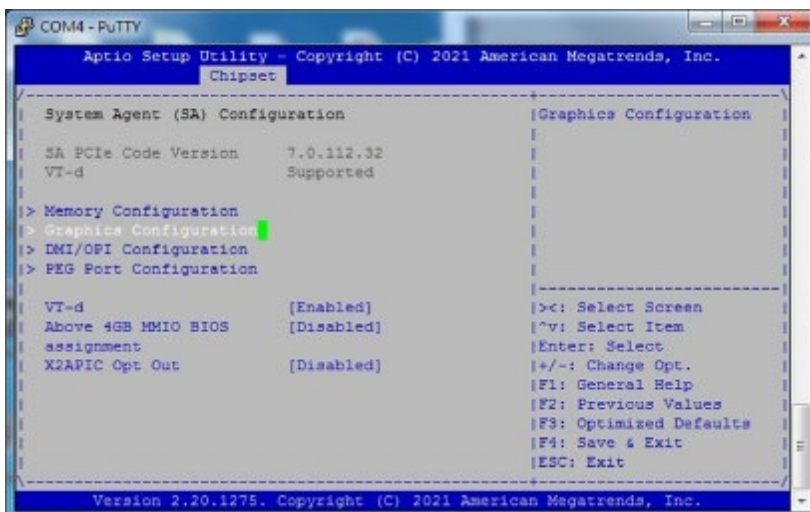 COM4 - PuTTY
Aptio Setup Utility - Copyright (C) 2021 American Megatrends, Inc.
Chipset
System Agent (SA) Configuration
Graphics Configuration
SA PCIe Code Version 7.0.112.32
VT-d Supported
> Memory Configuration
> Graphics Configuration
> DMI/OPI Configuration
> PEG Port Configuration
VT-d [Enabled]
Above 4GB MMIO BIOS [Disabled]
assignment
X2APIC Opt Out [Disabled]
><: Select Screen
^v: Select Item
Enter: Select
+/-: Change Opt.
F1: General Help
F2: Previous Values
F3: Optimized Defaults
F4: Save & Exit
ESC: Exit
Version 2.20.1275. Copyright (C) 2021 American Megatrends, Inc.